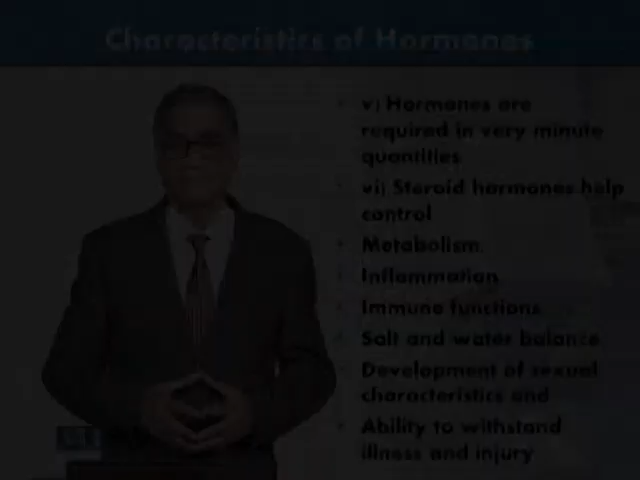 Characteristics of Hormones
v) Hormones are
required in very minute
quantities
vi) Steroid hormones help
control
Metabolism
Inflammation
Immune functions
Salt and water balance
Development of sexual
characteristics and
Ability to withstand
illness and injury